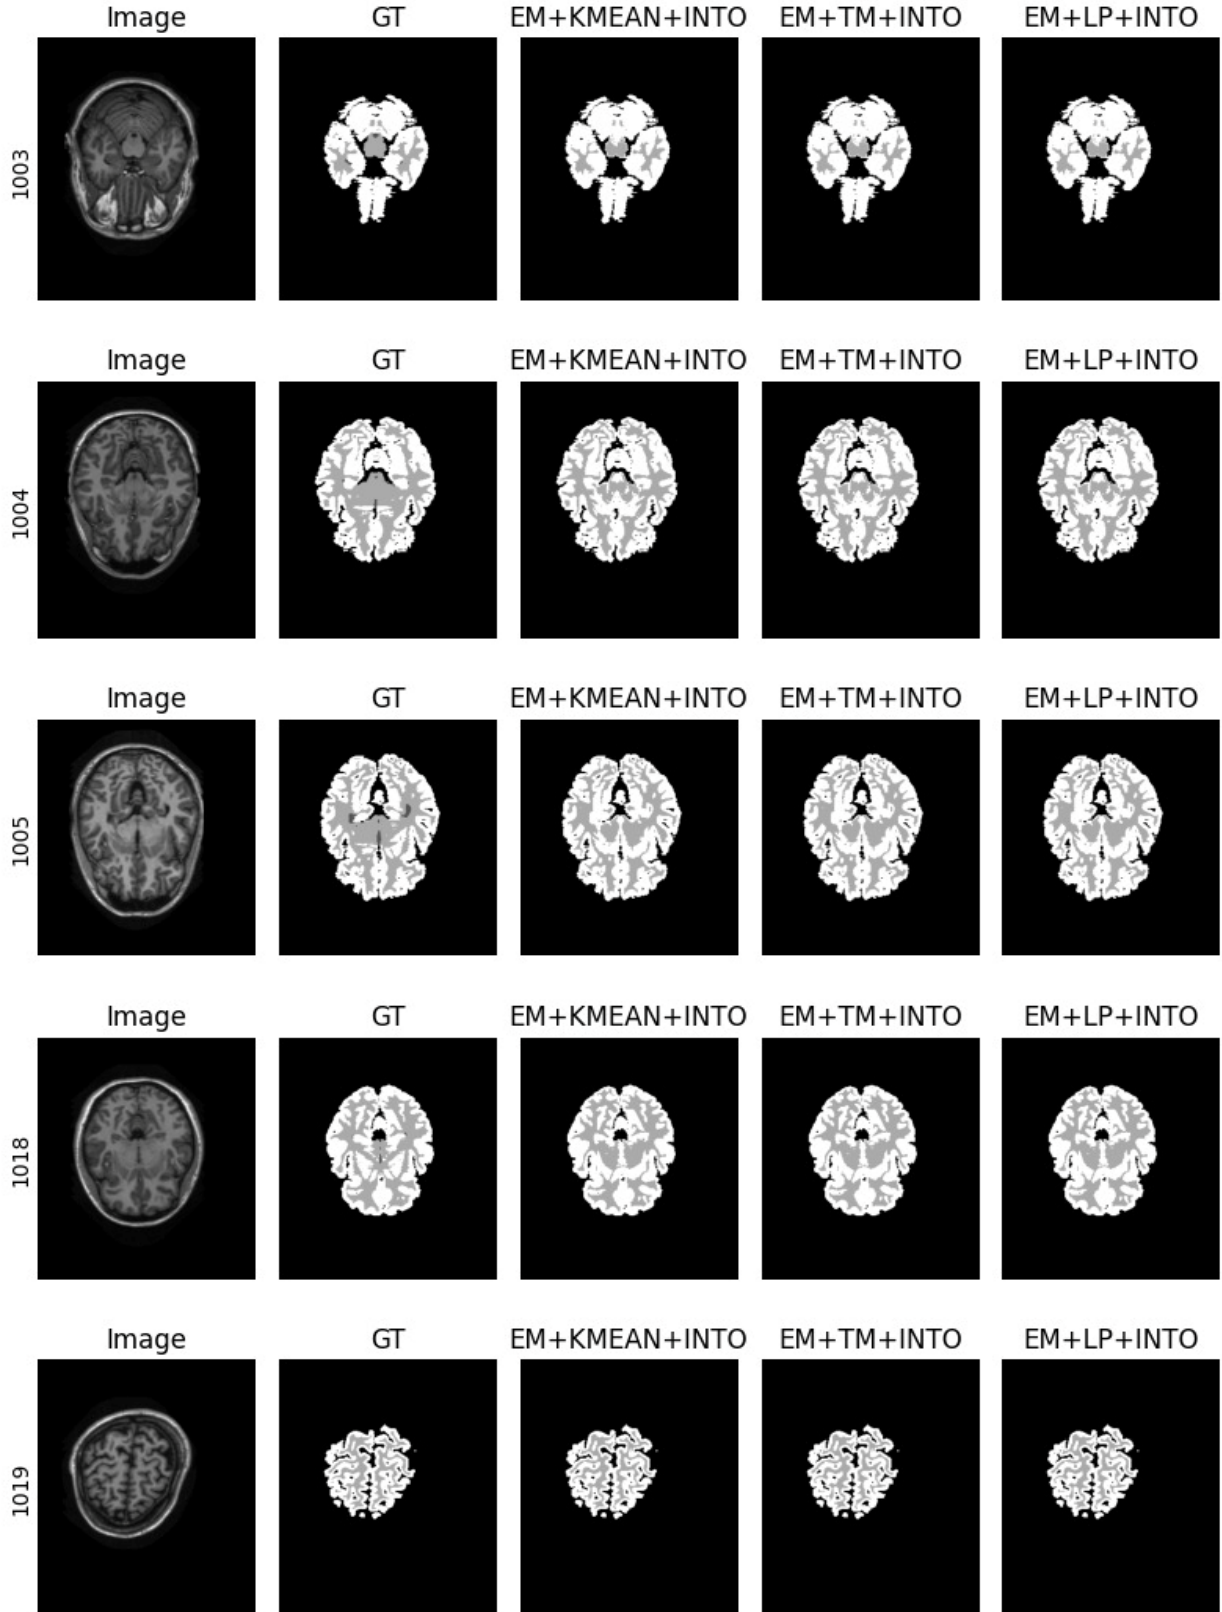 Image GT EM+KMEAN+INTO EM+TM+INTO EM+LP+INTO
1003
Image GT EM+KMEAN+INTO EM+TM+INTO EM+LP+INTO
1004
Image GT EM+KMEAN+INTO EM+TM+INTO EM+LP+INTO
1005
Image GT EM+KMEAN+INTO EM+TM+INTO EM+LP+INTO
1018
Image GT EM+KMEAN+INTO EM+TM+INTO EM+LP+INTO
1019